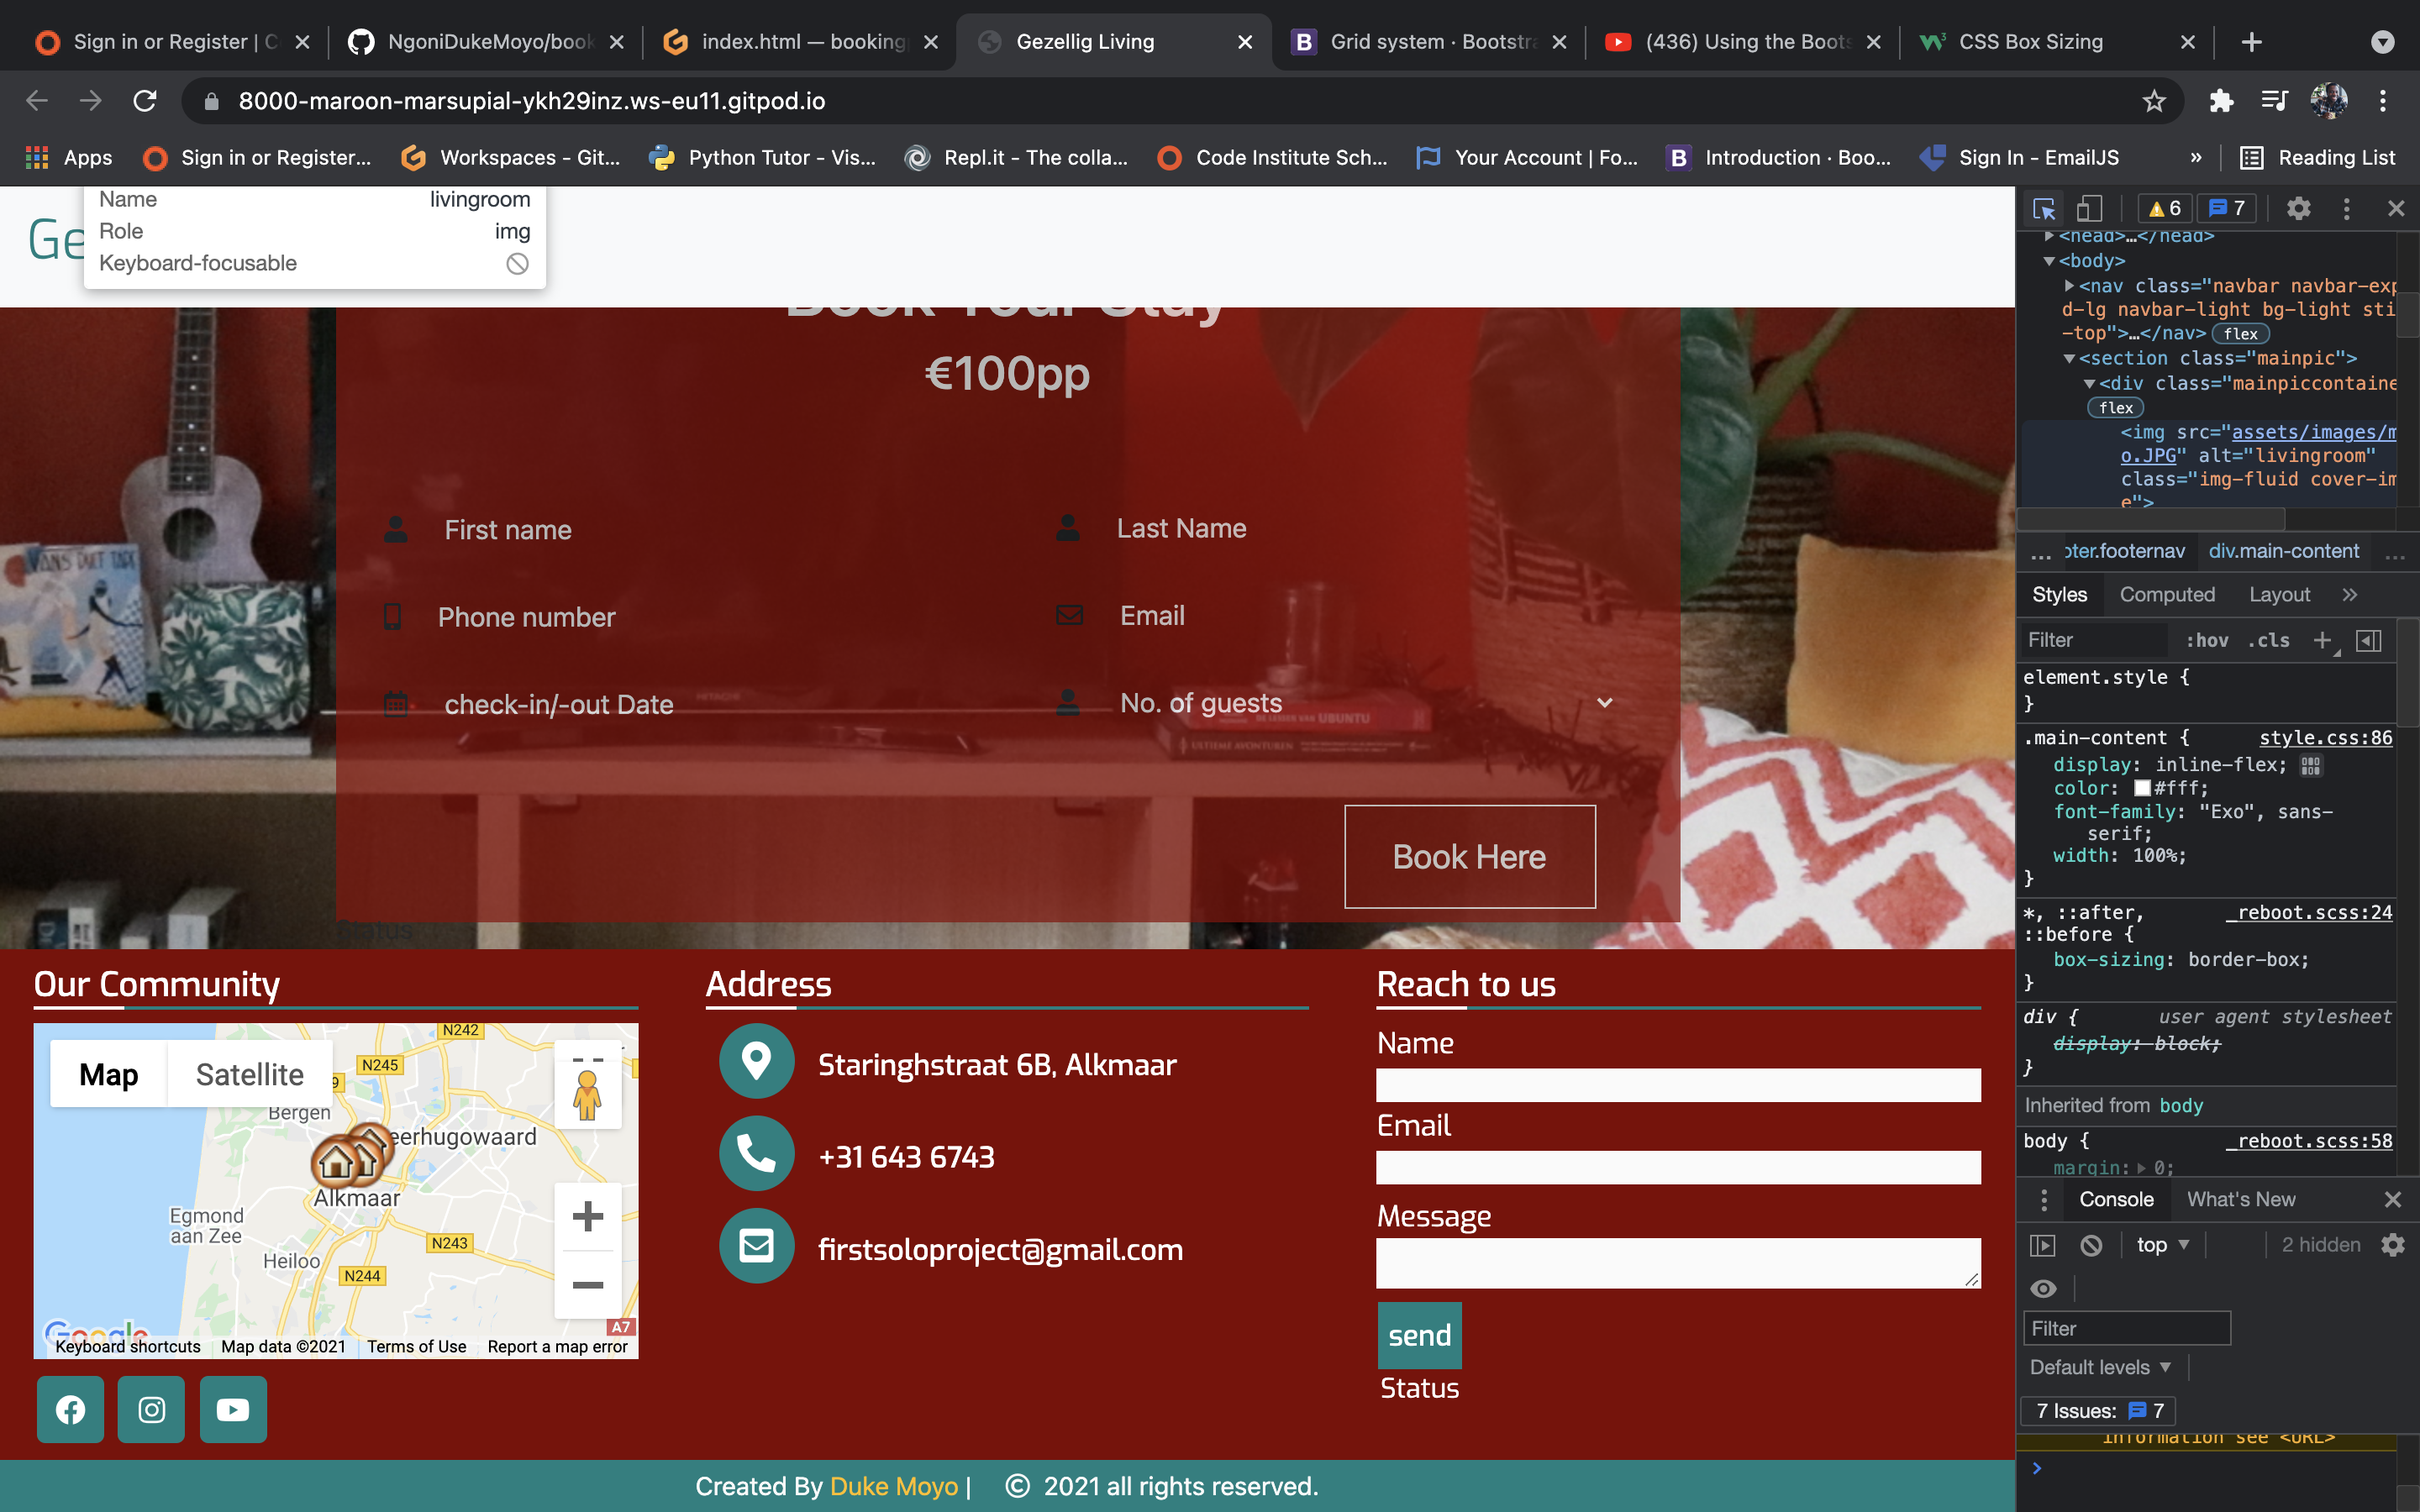 Sign in or Register | C
NgoniDukeMoyo/book
index.html — booking
Gezellig Living
Grid system · Bootstra
(436) Using the Boots
CSS Box Sizing
8000-maroon-marsupial-ykh29inz.ws-eu11.gitpod.io
Apps
Sign in or Register...
Workspaces - Git...
Python Tutor - Vis...
Repl.it - The colla...
Code Institute Sch...
Your Account | Fo...
Introduction · Boo...
Sign In - EmailJS
»
Reading List
Ge
Name livingroom
Role img
Keyboard-focusable
Book Your Stay
€100pp
First name
Last Name
Phone number
Email
check-in/-out Date
No. of guests
Book Here
Status
VANS DUET TALK
HITACHI
UBUNTU
ULTIEME AVONTUREN
Our Community
Map
Satellite
N242
N245
9
Bergen
eerhugowaard
Alkmaar
Egmond
aan Zee
Heiloo
N243
N244
A7
Google
Keyboard shortcuts
Map data ©2021
Terms of Use
Report a map error
Address
Staringhstraat 6B, Alkmaar
+31 643 6743
firstsoloproject@gmail.com
Reach to us
Name
Email
Message
send
Status
Created By Duke Moyo | © 2021 all rights reserved.
6
7
<head>…</head>
<body>
<nav class="navbar navbar-exp
d-lg navbar-light bg-light sti
-top">…</nav> flex
<section class="mainpic">
<div class="mainpiccontaine
flex
<img src="assets/images/m
o.JPG" alt="livingroom"
class="img-fluid cover-im
e">
...
oter.footernav
div.main-content
...
Styles
Computed
Layout
»
Filter
:hov
.cls
+
element.style {
}
.main-content {
style.css:86
display: inline-flex;
color: #fff;
font-family: "Exo", sans-
serif;
width: 100%;
}
*, ::after,
_reboot.scss:24
::before {
box-sizing: border-box;
}
div {
user agent stylesheet
display: block;
}
Inherited from body
body {
_reboot.scss:58
margin: 0;
Console
What's New
top
2 hidden
Filter
Default levels
7 Issues: 7
information see <URL>